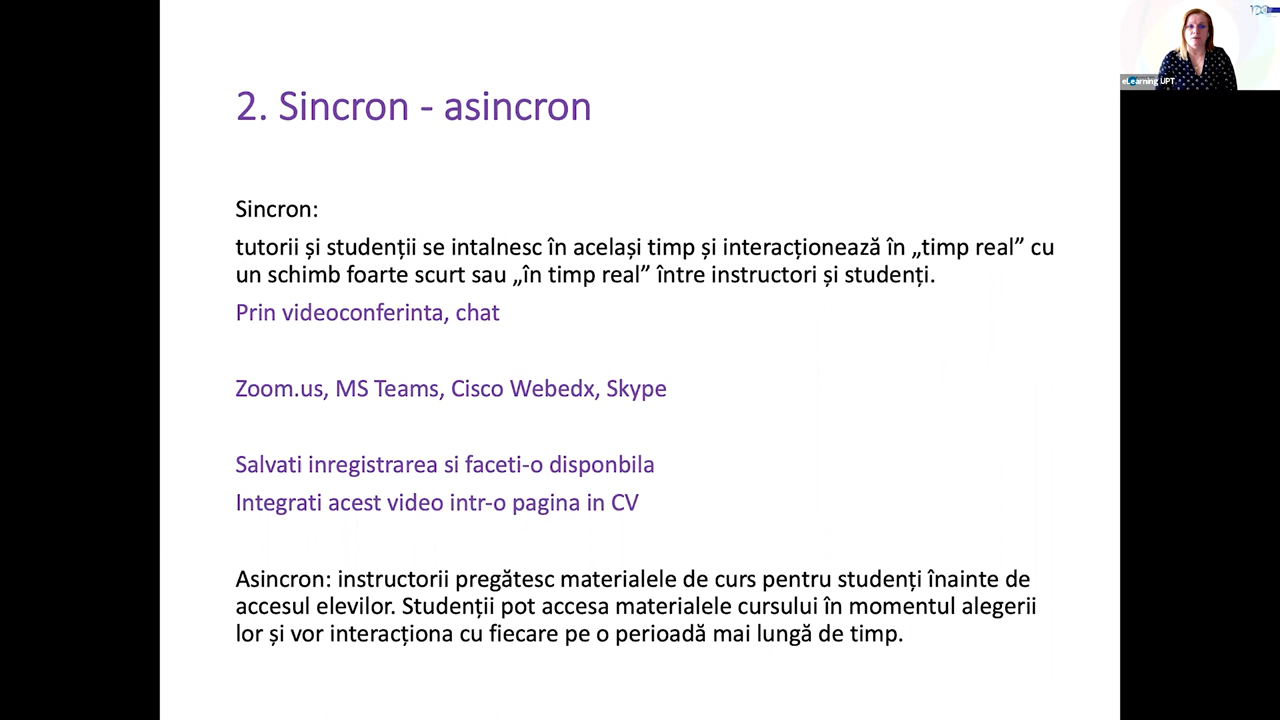 2. Sincron - asincron
Sincron:
tutorii și studenții se intalnesc în același timp și interacționează în „timp real” cu
un schimb foarte scurt sau „în timp real” între instructori și studenți.
Prin videoconferinta, chat
Zoom.us, MS Teams, Cisco Webedx, Skype
Salvati inregistrarea si faceti-o disponbila
Integrati acest video intr-o pagina in CV
Asincron: instructorii pregătesc materialele de curs pentru studenți înainte de
accesul elevilor. Studenții pot accesa materialele cursului în momentul alegerii
lor și vor interacționa cu fiecare pe o perioadă mai lungă de timp.
eLearning UPT